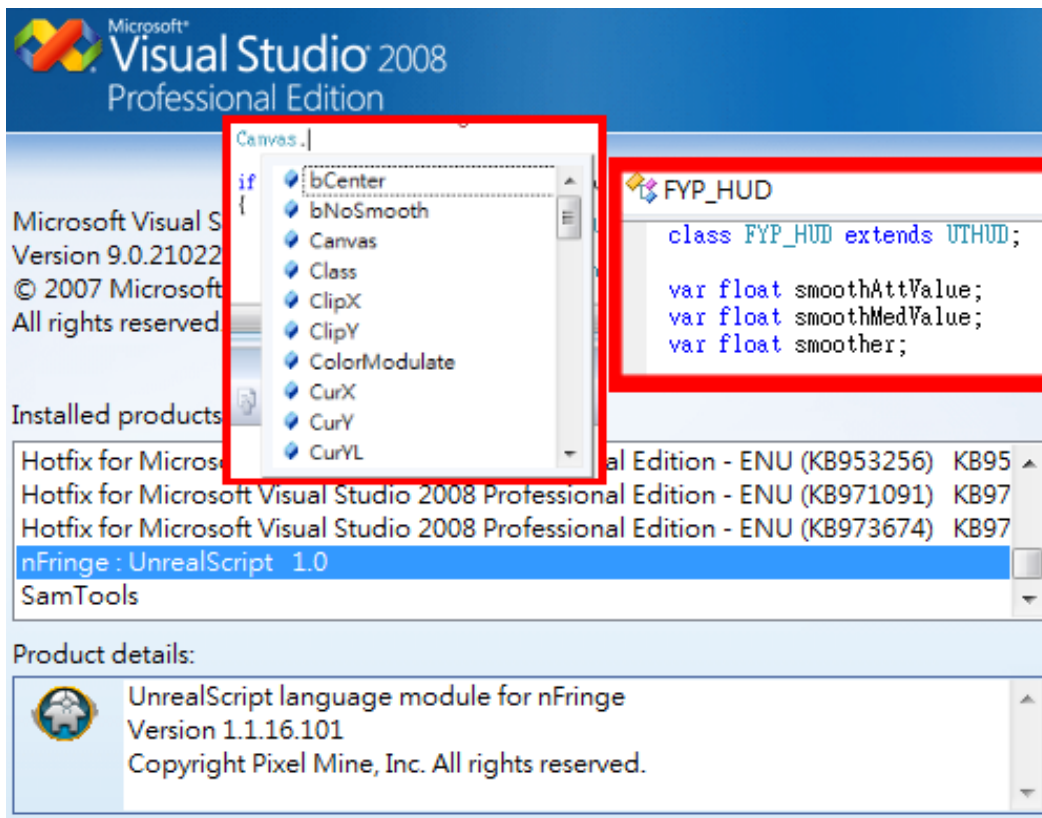 Microsoft®
Visual Studio® 2008
Professional Edition
Canvas.
if
{
bCenter
bNoSmooth
Canvas
Class
ClipX
ClipY
ColorModulate
CurX
CurY
CurYL
FYP_HUD
class FYP_HUD extends UTHUD;
var float smoothAttValue;
var float smoothMedValue;
var float smoother;
Microsoft Visual S
Version 9.0.21022
© 2007 Microsoft
All rights reserved.
Installed products
Hotfix for Micros al Edition - ENU (KB953256) KB95
Hotfix for Microsoft Visual Studio 2008 Professional Edition - ENU (KB971091) KB97
Hotfix for Microsoft Visual Studio 2008 Professional Edition - ENU (KB973674) KB97
nFringe : UnrealScript 1.0
SamTools
Product details:
UnrealScript language module for nFringe
Version 1.1.16.101
Copyright Pixel Mine, Inc. All rights reserved.